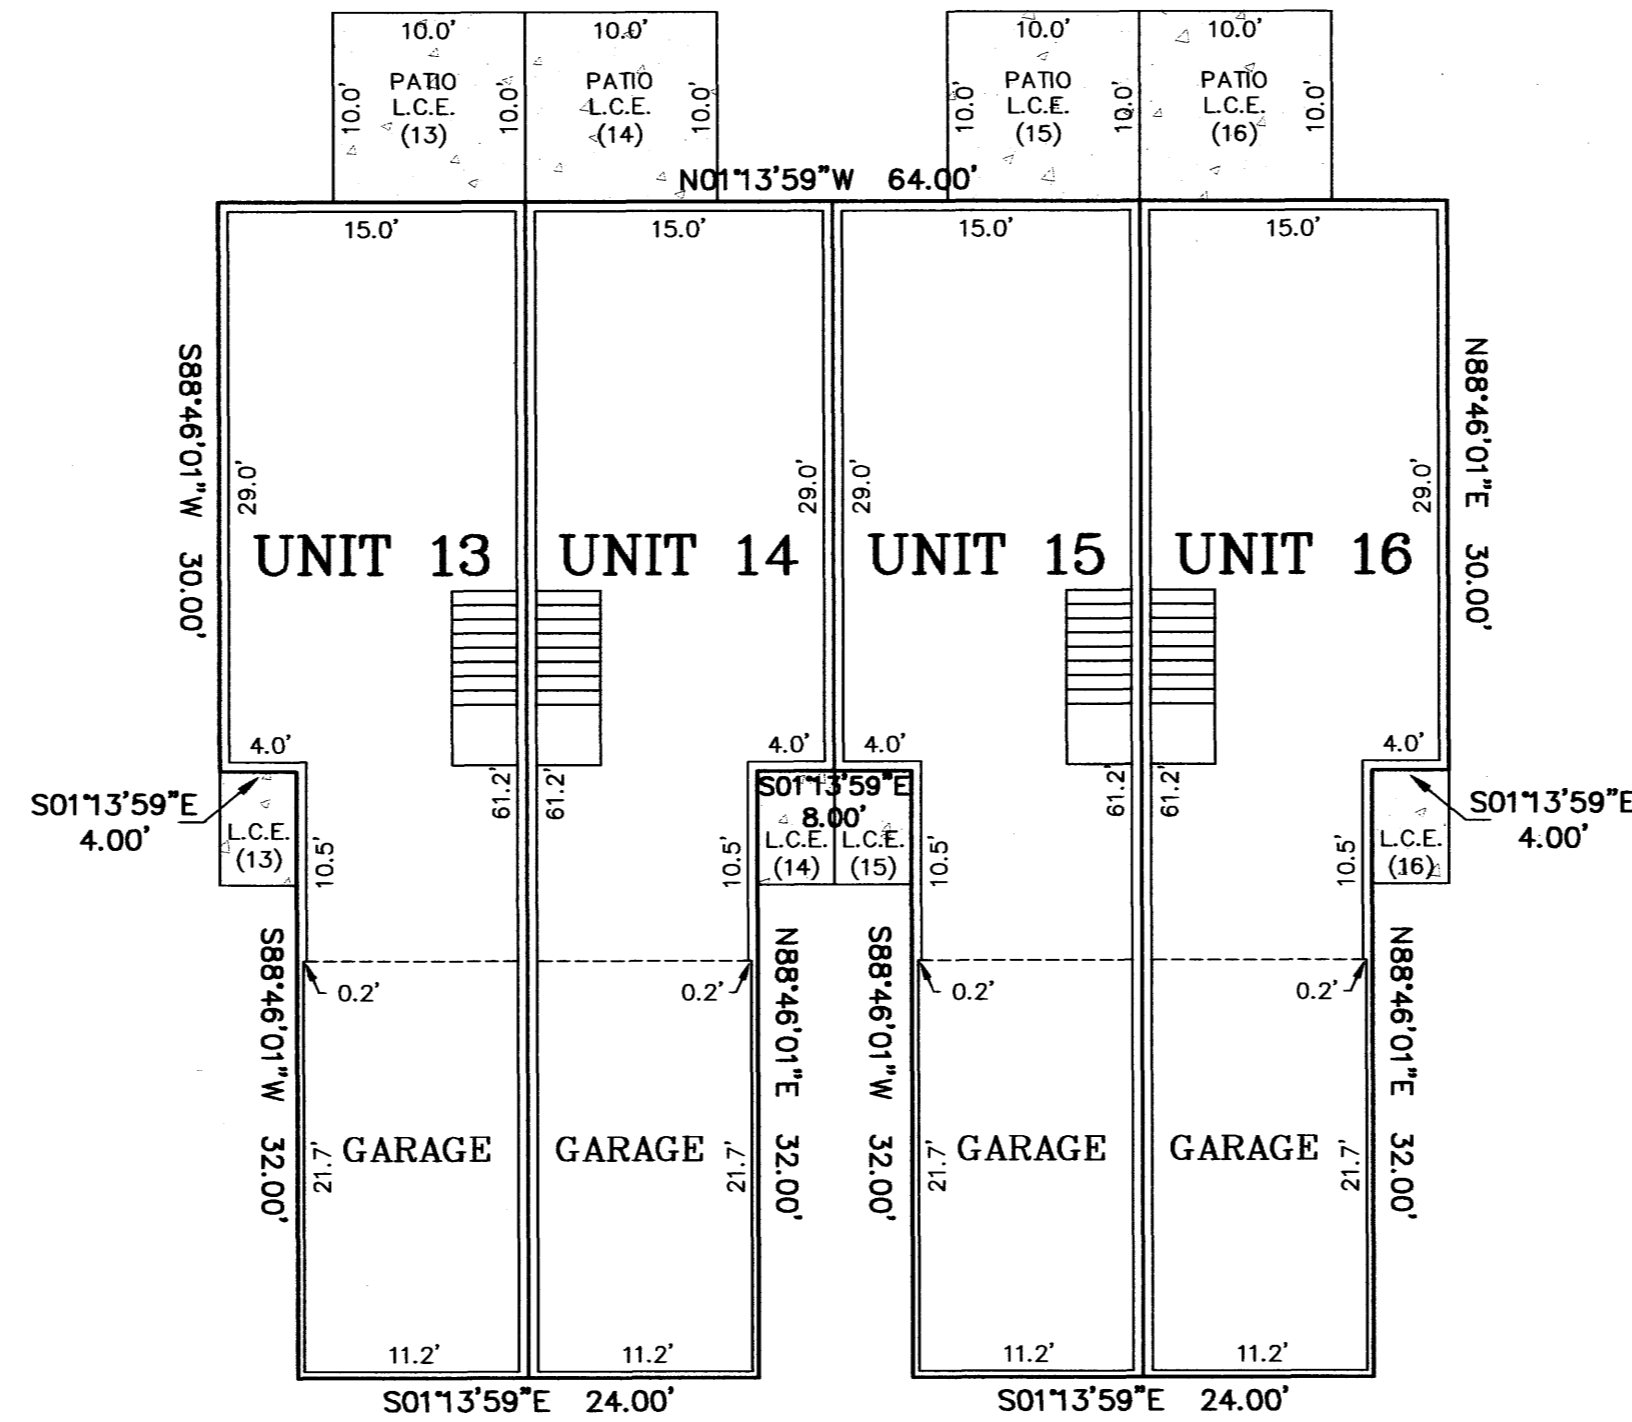 10.0' 10.0' 10.0' 10.0'
PATIO PATIO PATIO PATIO
L.C.E. L.C.E. L.C.E. L.C.E.
(13) (14) (15) (16)
10.0' 10.0' 10.0' 10.0' 10.0' 10.0'
N01°13'59"W 64.00'
15.0' 15.0' 15.0' 15.0'
S88°46'01"W 30.00'
29.0' 29.0' 29.0' 29.0'
N88°46'01"E 30.00'
UNIT 13 UNIT 14 UNIT 15 UNIT 16
4.0' 4.0' 4.0' 4.0'
61.2' 61.2' 61.2' 61.2'
S01°13'59"E
4.00'
S01°13'59"E
8.00'
S01°13'59"E
4.00'
L.C.E. L.C.E. L.C.E. L.C.E.
(13) (14) (15) (16)
10.5' 10.5' 10.5' 10.5'
0.2' 0.2' 0.2' 0.2'
S88°46'01"W 32.00'
N88°46'01"E 32.00'
S88°46'01"W 32.00'
N88°46'01"E 32.00'
21.7' 21.7' 21.7' 21.7'
GARAGE GARAGE GARAGE GARAGE
11.2' 11.2' 11.2' 11.2'
S01°13'59"E 24.00' S01°13'59"E 24.00'